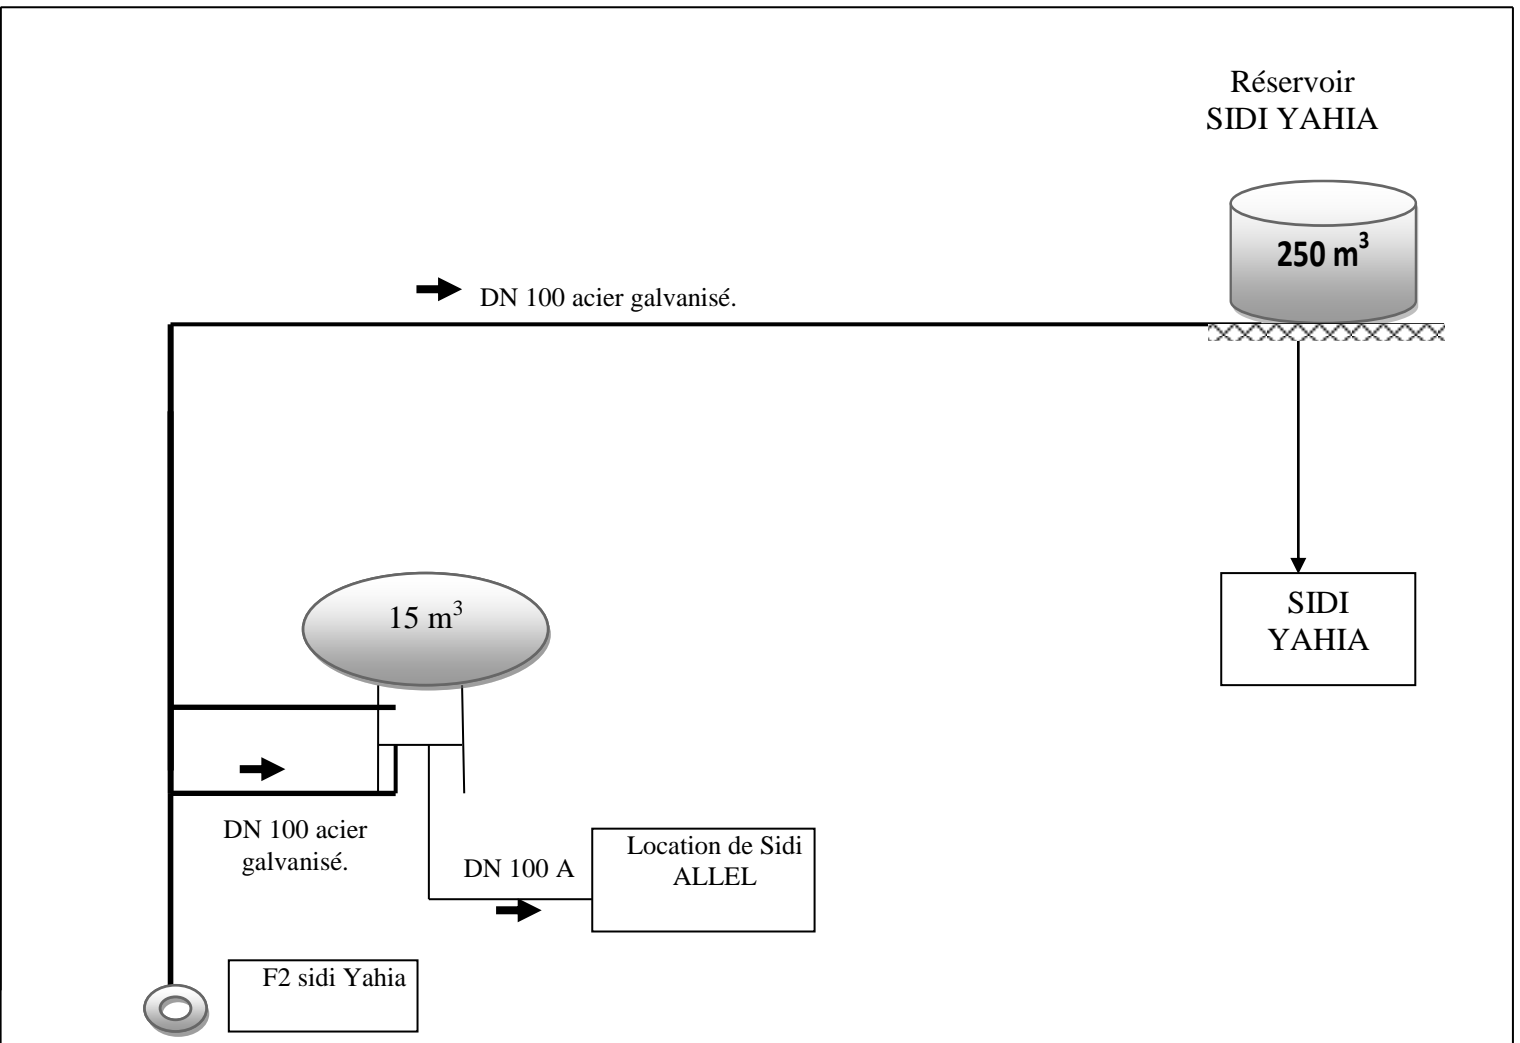 Réservoir
SIDI YAHIA
250 m³
DN 100 acier galvanisé.
15 m³
SIDI
YAHIA
DN 100 acier
galvanisé.
DN 100 A
Location de Sidi
ALLEL
F2 sidi Yahia